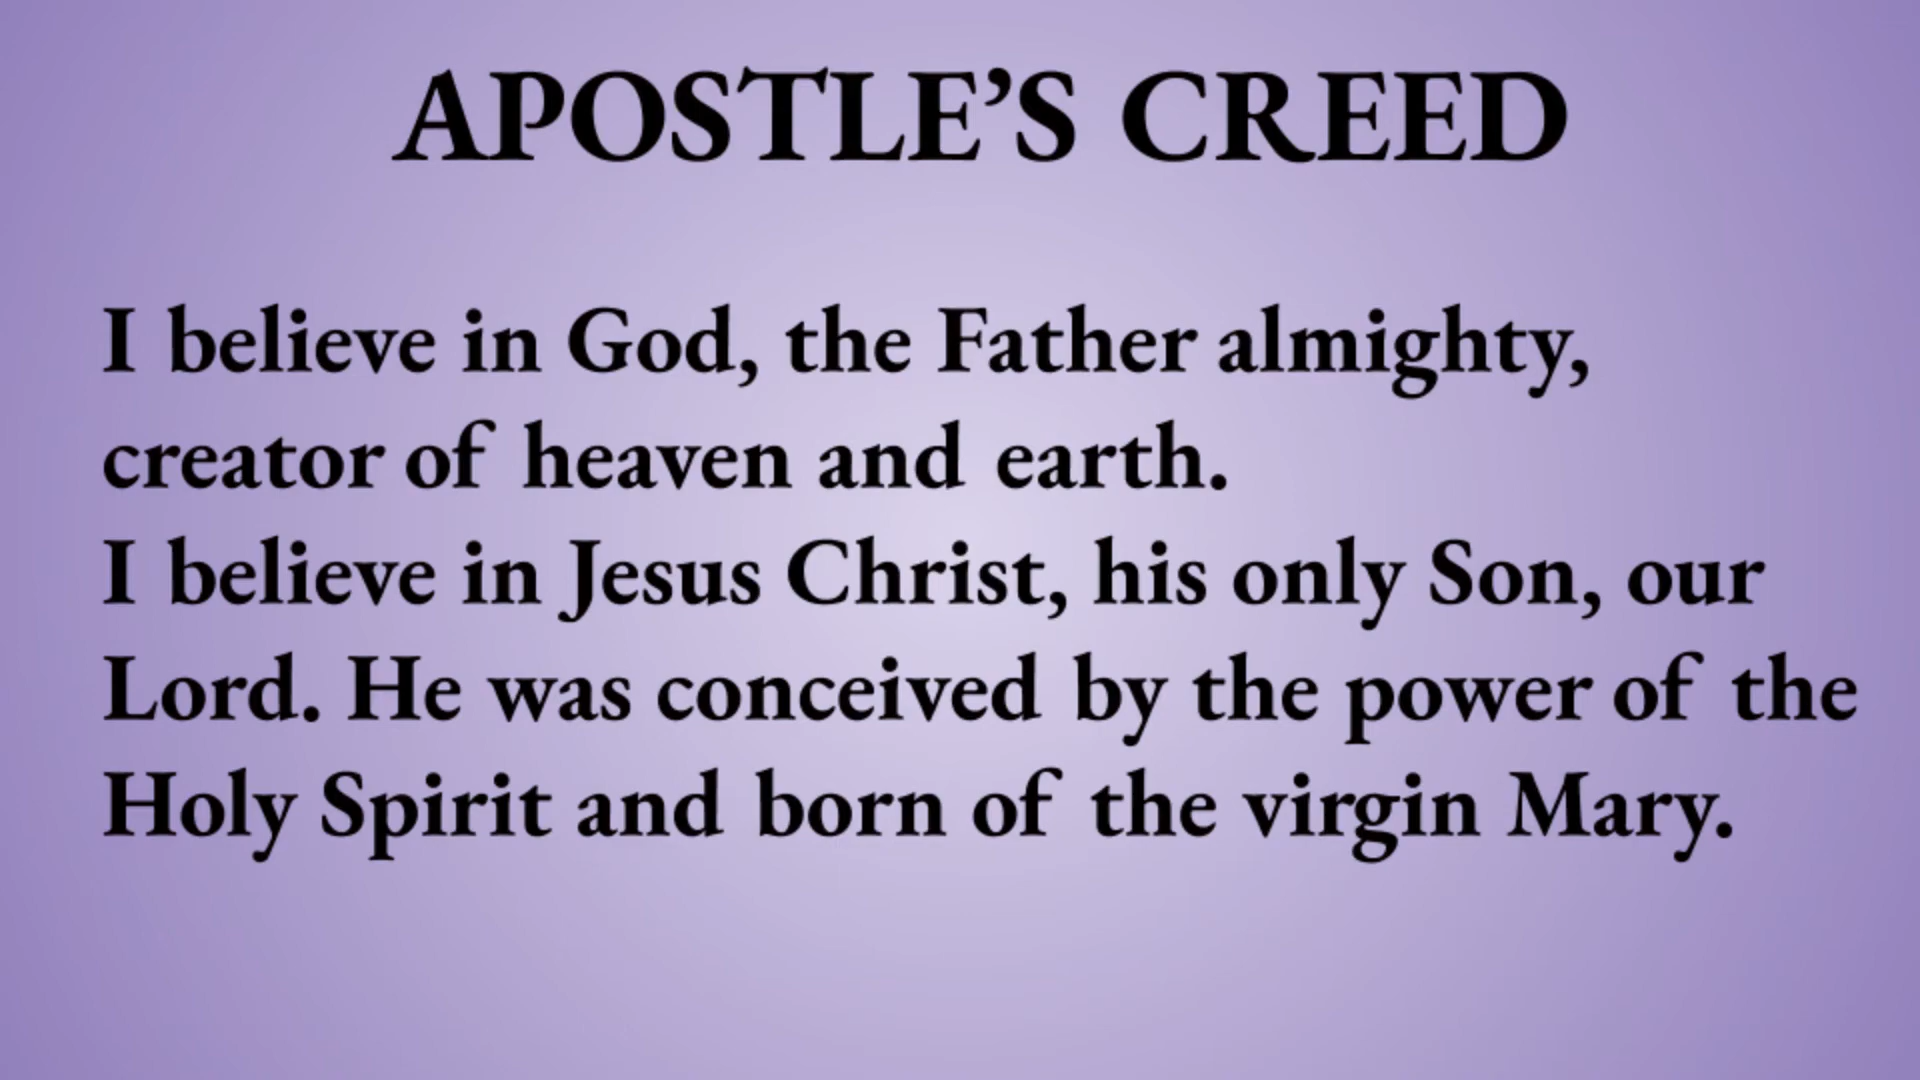 APOSTLE’S CREED
I believe in God, the Father almighty,
creator of heaven and earth.
I believe in Jesus Christ, his only Son, our
Lord. He was conceived by the power of the
Holy Spirit and born of the virgin Mary.